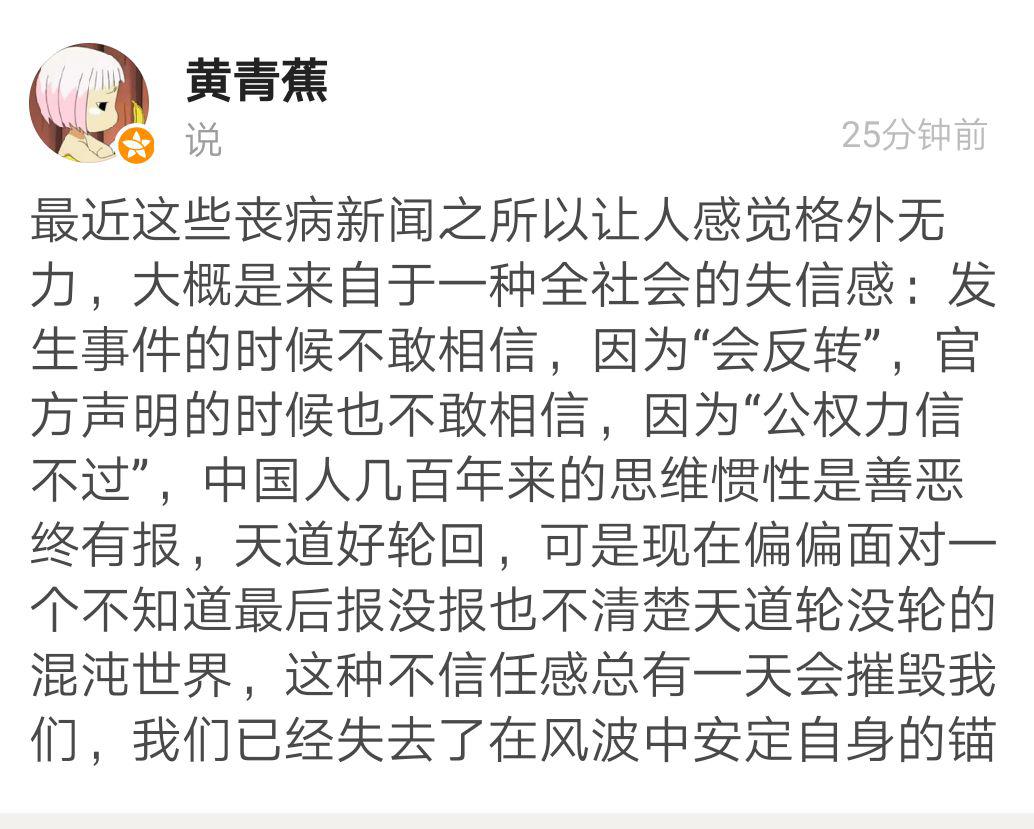 黄青蕉
说
25分钟前
最近这些丧病新闻之所以让人感觉格外无
力，大概是来自于一种全社会的失信感：发
生事件的时候不敢相信，因为“会反转”，官
方声明的时候也不敢相信，因为“公权力信
不过”，中国人几百年来的思维惯性是善恶
终有报，天道好轮回，可是现在偏偏面对一
个不知道最后报没报也不清楚天道轮没轮的
混沌世界，这种不信任感总有一天会摧毁我
们，我们已经失去了在风波中安定自身的锚